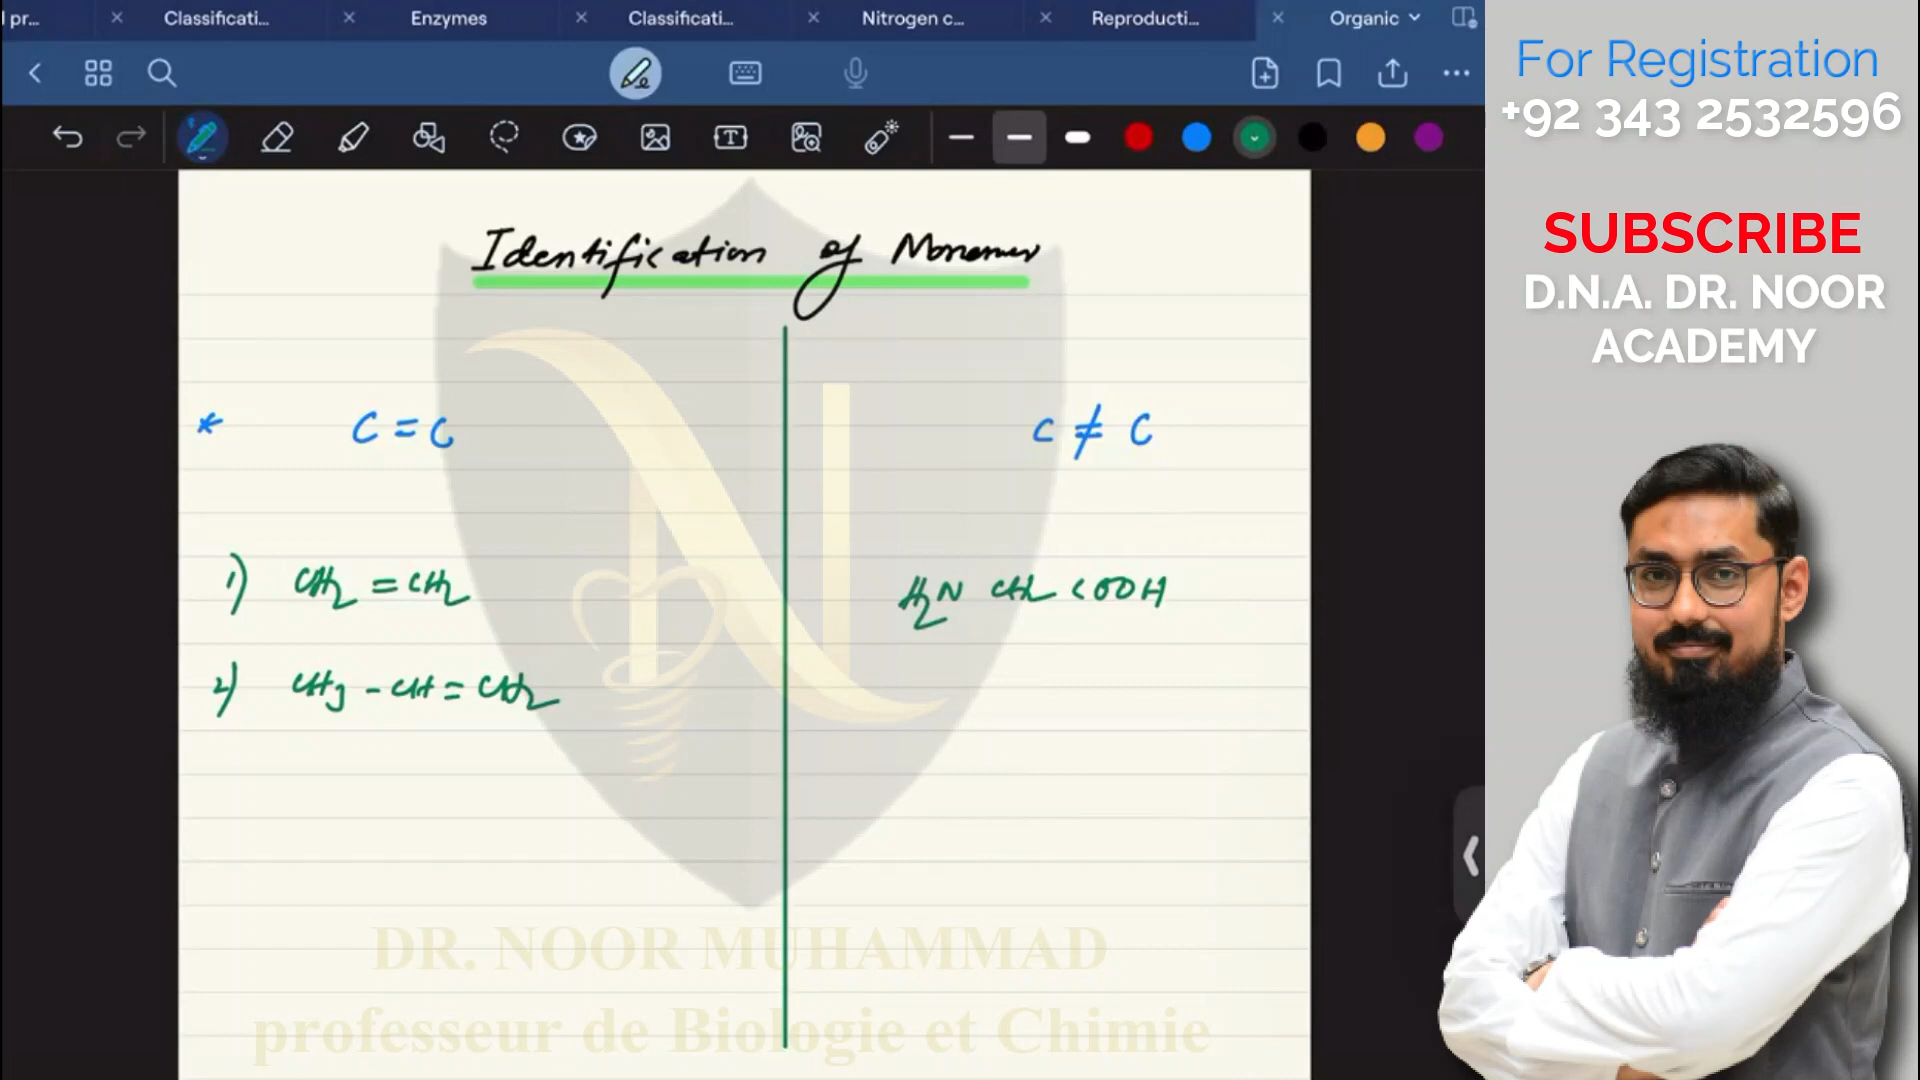 pr...
Classificati...
Enzymes
Classificati...
Nitrogen c...
Reproducti...
Organic
For Registration
+92 343 2532596
SUBSCRIBE
D.N.A. DR. NOOR
ACADEMY
Identification of Monomer
* C = C
C ≠ C
1) CH2 = CH2
H2N CH2 COOH
2) CH3 - CH = CH2
DR. NOOR MUHAMMAD
professeur de Biologie et Chimie